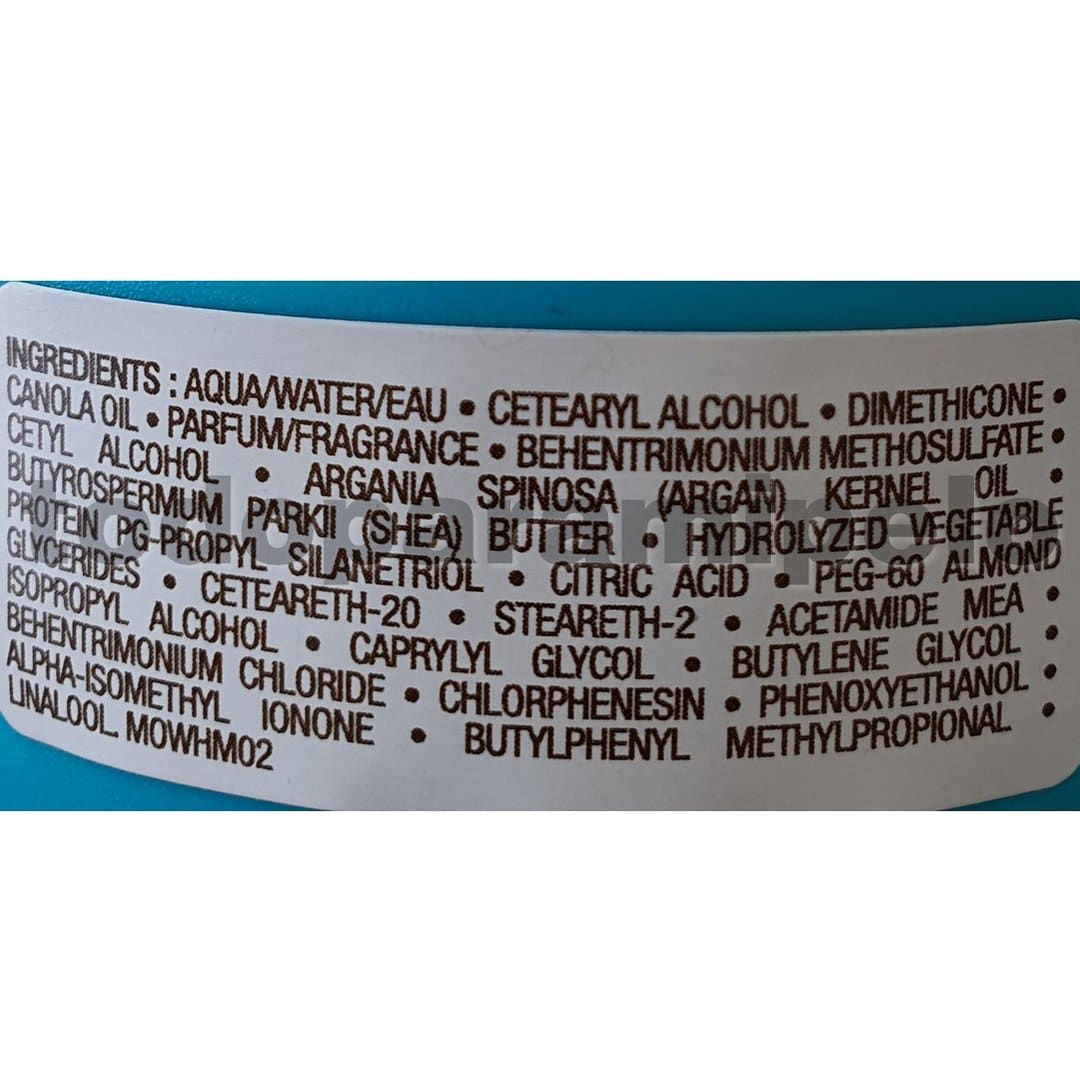 INGREDIENTS : AQUA/WATER/EAU • CETEARYL ALCOHOL • DIMETHICONE •
CANOLA OIL • PARFUM/FRAGRANCE • BEHENTRIMONIUM METHOSULFATE •
CETYL ALCOHOL • ARGANIA SPINOSA (ARGAN) KERNEL OIL •
BUTYROSPERMUM PARKII (SHEA) BUTTER • HYDROLYZED VEGETABLE
PROTEIN PG-PROPYL SILANETRIOL • CITRIC ACID • PEG-60 ALMOND
GLYCERIDES • CETEARETH-20 • STEARETH-2 • ACETAMIDE MEA •
ISOPROPYL ALCOHOL • CAPRYLYL GLYCOL • BUTYLENE GLYCOL •
BEHENTRIMONIUM CHLORIDE • CHLORPHENESIN • PHENOXYETHANOL •
ALPHA-ISOMETHYL IONONE • BUTYLPHENYL METHYLPROPIONAL •
LINALOOL. MOWHM02